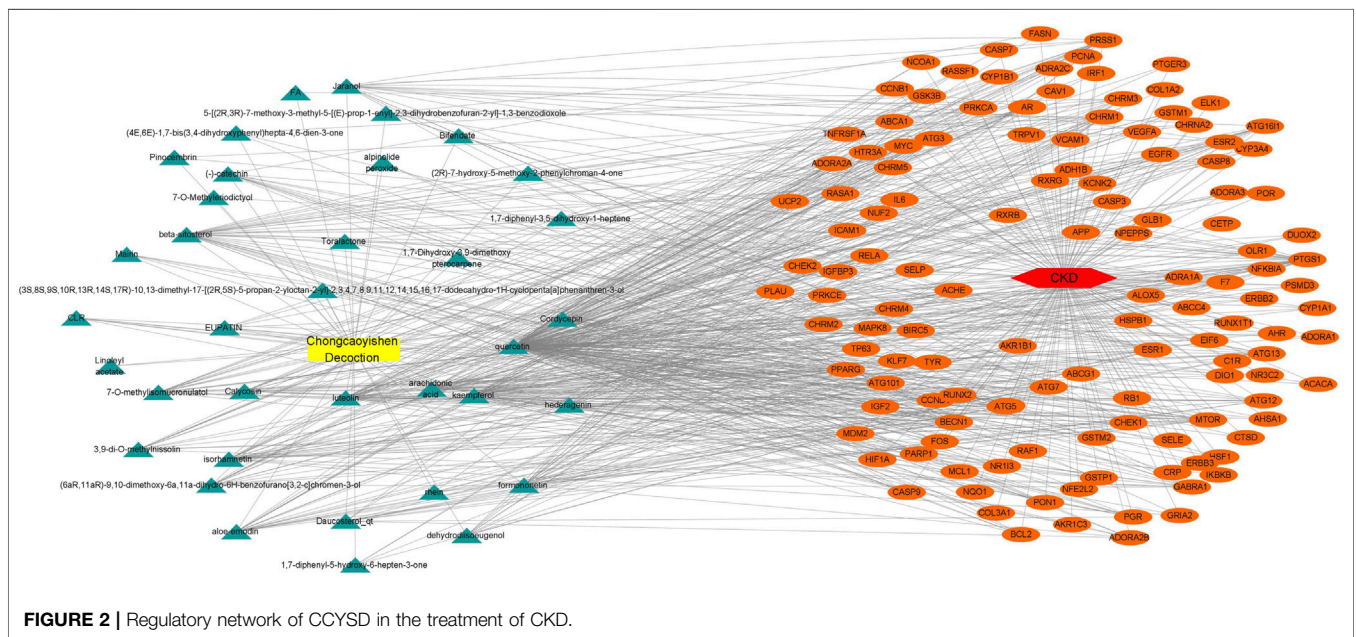 FA
Jaranol
5-[(2R,3R)-7-methoxy-3-methyl-5-[(E)-prop-1-enyl]-2,3-dihydrobenzofuran-2-yl]-1,3-benzodioxole
(4E,6E)-1,7-bis(3,4-dihydroxyphenyl)hepta-4,6-dien-3-one
Bifendate
Pinocembrin
(-)-catechin
alpinolide
peroxide
(2R)-7-hydroxy-5-methoxy-2-phenylchroman-4-one
7-O-Methyleriodictyol
1,7-diphenyl-3,5-dihydroxy-1-heptene
beta-sitosterol
Toralactone
Mairin
1,7-Dihydroxy-3,9-dimethoxy
pterocarpene
(3S,8S,9S,10R,13R,14S,17R)-10,13-dimethyl-17-[(2R,5S)-5-propan-2-yloctan-2-yl]-2,3,4,7,8,9,11,12,14,15,16,17-dodecahydro-1H-cyclopenta[a]phenanthren-3-ol
CLR
EUPATIN
Cordycepin
Chongcaoyishen
Decoction
quercetin
Linoleyl
acetate
7-O-methylisomucronulatol
Calycosin
luteolin
arachidonic
acid
kaempferol
hederagenin
3,9-di-O-methylnissolin
isorhamnetin
(6aR,11aR)-9,10-dimethoxy-6a,11a-dihydro-6H-benzofurano[3,2-c]chromen-3-ol
rhein
formononetin
aloe-emodin
Daucosterol_qt
dehydrodiisoeugenol
1,7-diphenyl-5-hydroxy-6-hepten-3-one
FASN
PRSS1
CASP7
PCNA
NCOA1
RASSF1
CYP1B1
ADRA2C
IRF1
PTGER3
CCNB1
GSK3B
CAV1
COL1A2
PRKCA
AR
CHRM3
GSTM1
ELK1
TNFRSF1A
ABCA1
ATG3
TRPV1
VCAM1
CHRM1
VEGFA
CHRNA2
ATG16l1
HTR3A
MYC
EGFR
ESR2
CYP3A4
ADORA2A
CHRM5
ADH1B
CASP8
RXRG
KCNK2
UCP2
RASA1
IL6
CASP3
ADORA3
POR
NUF2
RXRB
GLB1
CETP
ICAM1
APP
NPEPPS
DUOX2
RELA
OLR1
PTGS1
CHEK2
IGFBP3
SELP
CKD
ADRA1A
F7
NFKBIA
PLAU
PRKCE
ACHE
ALOX5
ABCC4
ERBB2
PSMD3
CHRM4
CYP1A1
CHRM2
MAPK8
BIRC5
HSPB1
RUNX1T1
AHR
ADORA1
TP63
AKR1B1
ESR1
EIF6
ATG13
PPARG
KLF7
TYR
C1R
ABCG1
DIO1
NR3C2
ATG101
ATG7
ACACA
IGF2
RUNX2
ATG5
RB1
ATG12
BECN1
MTOR
AHSA1
MDM2
FOS
CHEK1
HIF1A
PARP1
RAF1
GSTM2
SELE
CTSD
HSF1
MCL1
NR1I3
CRP
ERBB3
IKBKB
CASP9
NQO1
GSTP1
NFE2L2
GABRA1
PON1
COL3A1
AKR1C3
PGR
GRIA2
BCL2
ADORA2B
FIGURE 2 | Regulatory network of CCYSD in the treatment of CKD.